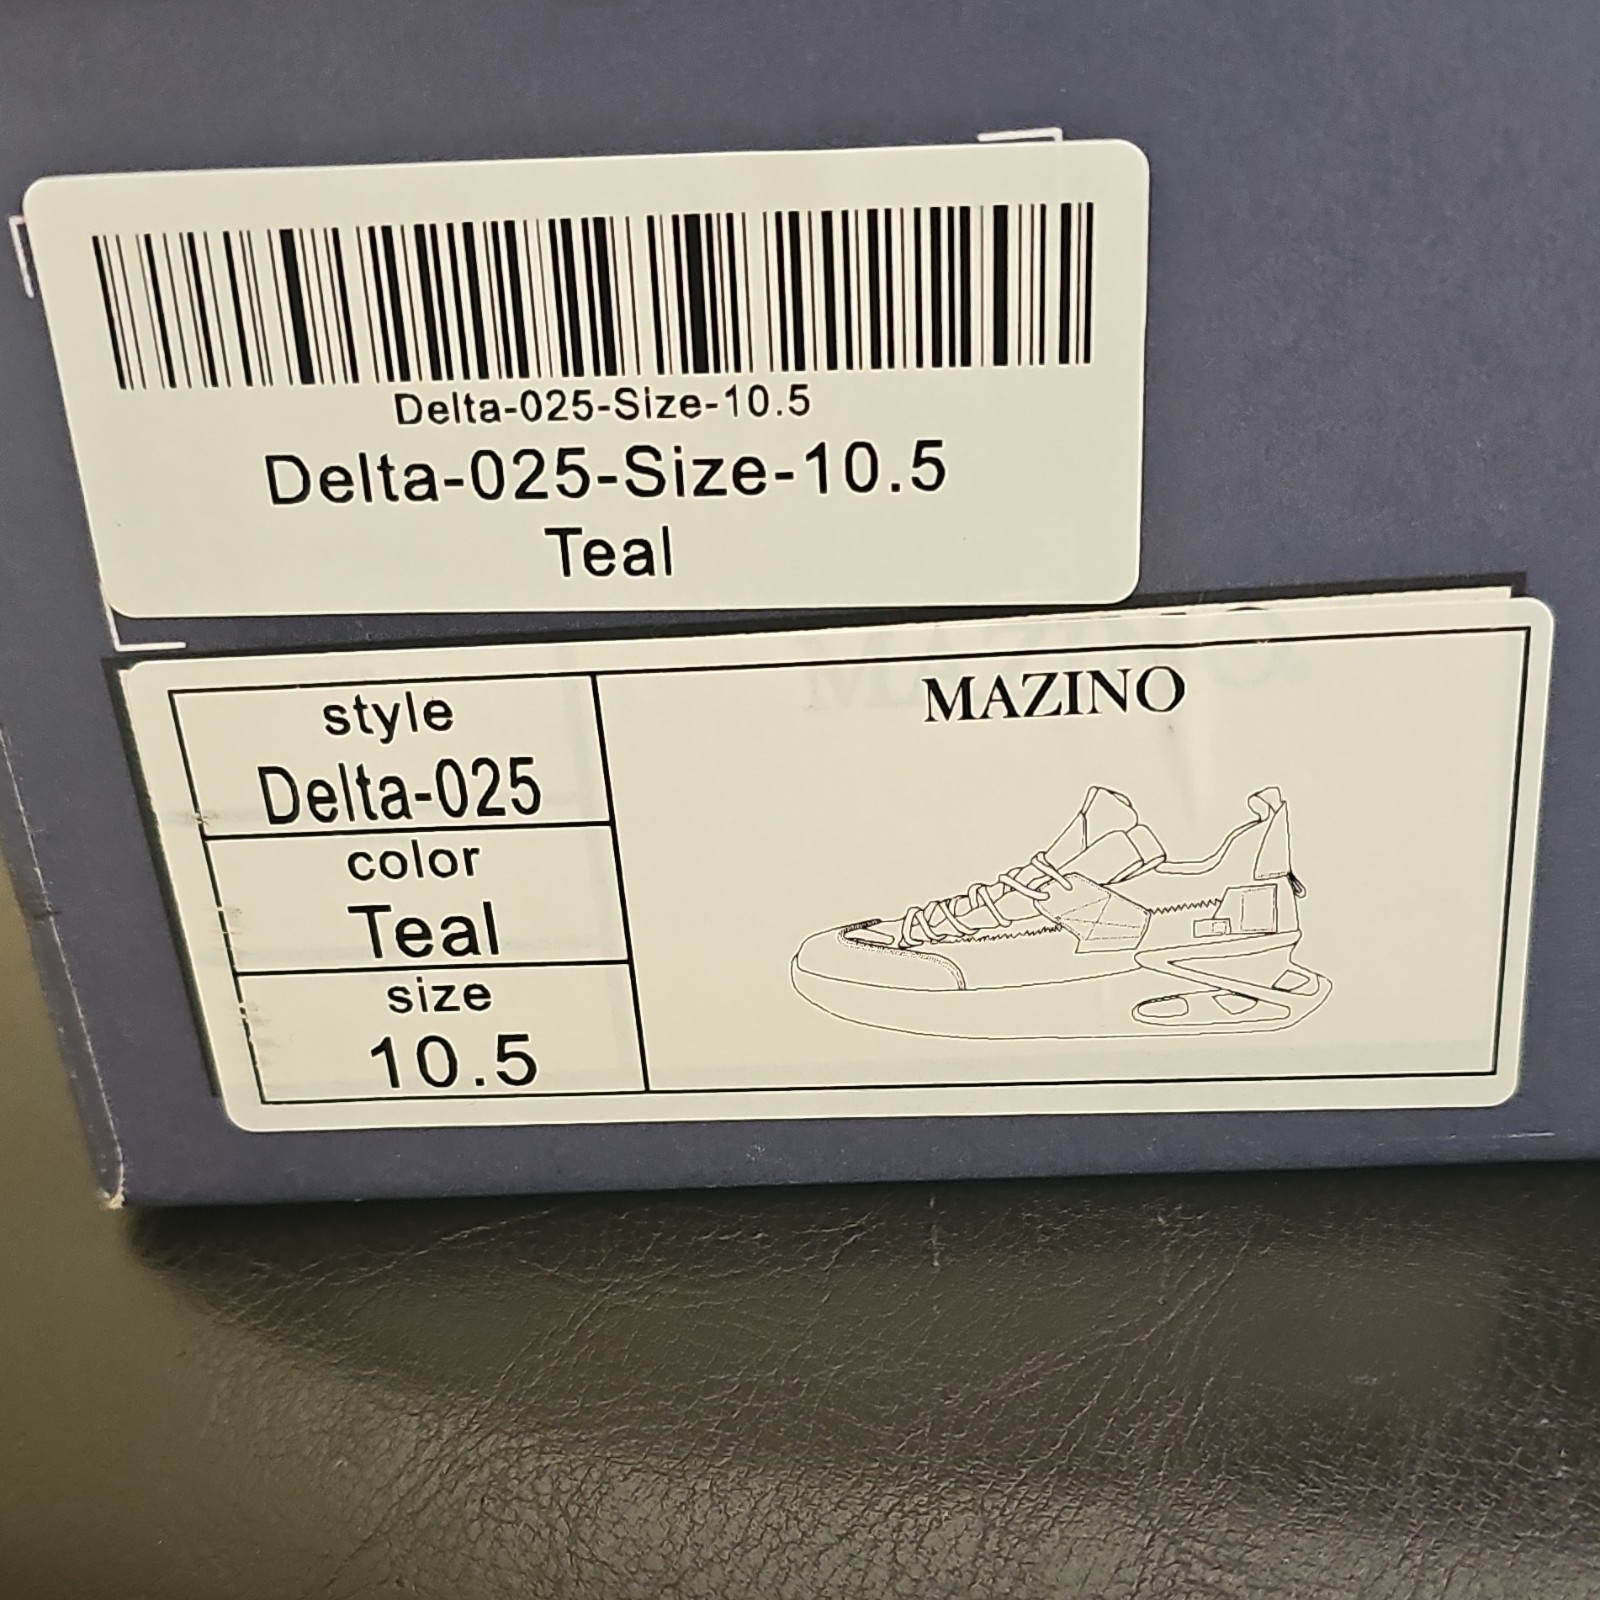 Delta-025-Size-10.5
Delta-025-Size-10.5
Teal
style
Delta-025
color
Teal
size
10.5
MAZINO